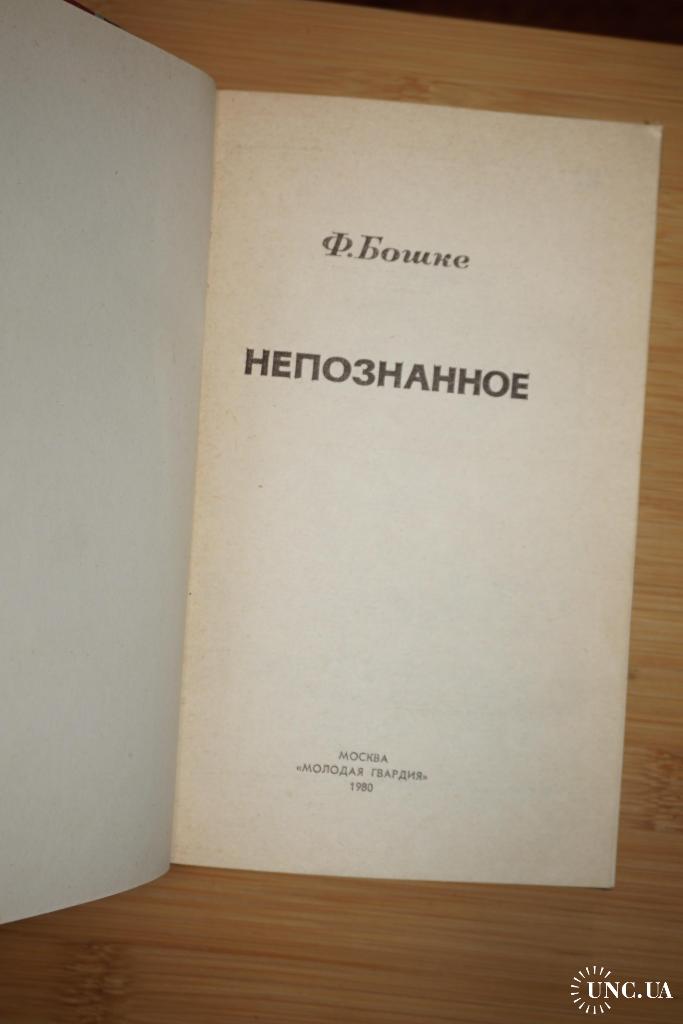 Ф. Бошке
НЕПОЗНАННОЕ
МОСКВА
«МОЛОДАЯ ГВАРДИЯ»
1980
UNC.UA